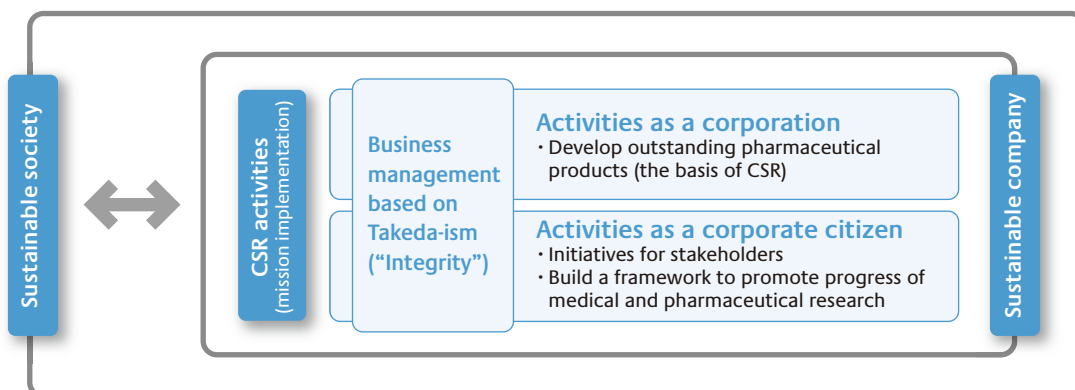 Sustainable society
CSR activities
(mission implementation)
Business
management
based on
Takeda-ism
(“Integrity”)
Activities as a corporation
・Develop outstanding pharmaceutical
products (the basis of CSR)
Activities as a corporate citizen
・Initiatives for stakeholders
・Build a framework to promote progress of
medical and pharmaceutical research
Sustainable company